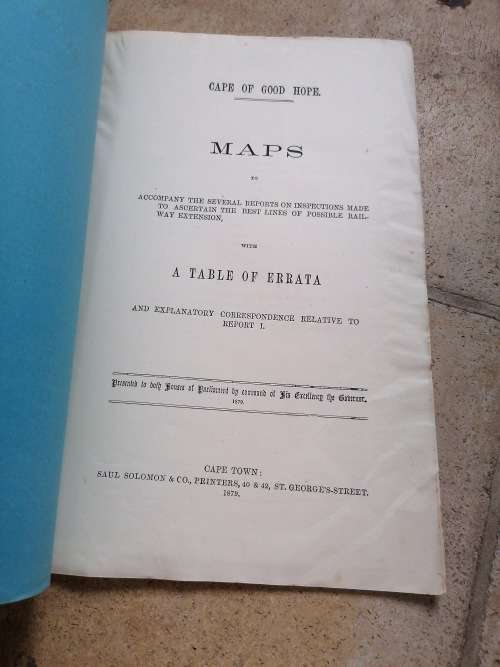 CAPE OF GOOD HOPE.
MAPS
TO
ACCOMPANY THE SEVERAL REPORTS ON INSPECTIONS MADE
TO ASCERTAIN THE BEST LINES OF POSSIBLE RAIL-
WAY EXTENSION,
WITH
A TABLE OF ERRATA
AND EXPLANATORY CORRESPONDENCE RELATIVE TO
REPORT I.
Presented to both Houses of Parliament by command of His Excellency the Governor.
1879.
CAPE TOWN:
SAUL SOLOMON & CO., PRINTERS, 40 & 42, ST. GEORGE'S-STREET.
1879.